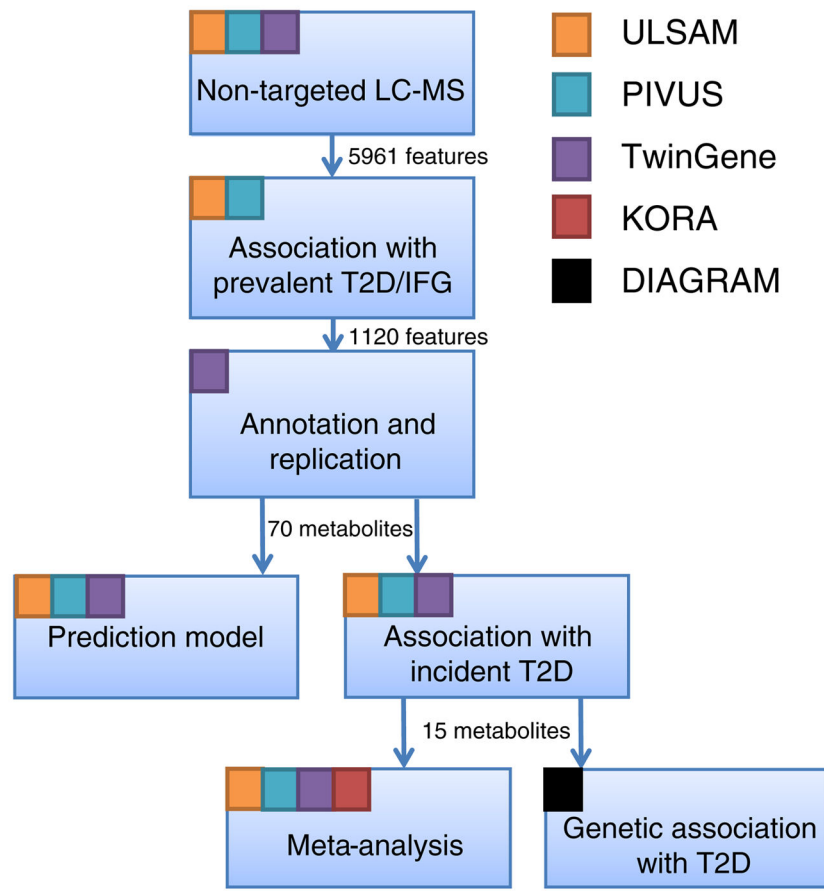 ULSAM
PIVUS
TwinGene
KORA
DIAGRAM
Non-targeted LC-MS
5961 features
Association with
prevalent T2D/IFG
1120 features
Annotation and
replication
70 metabolites
Prediction model
Association with
incident T2D
15 metabolites
Meta-analysis
Genetic association
with T2D